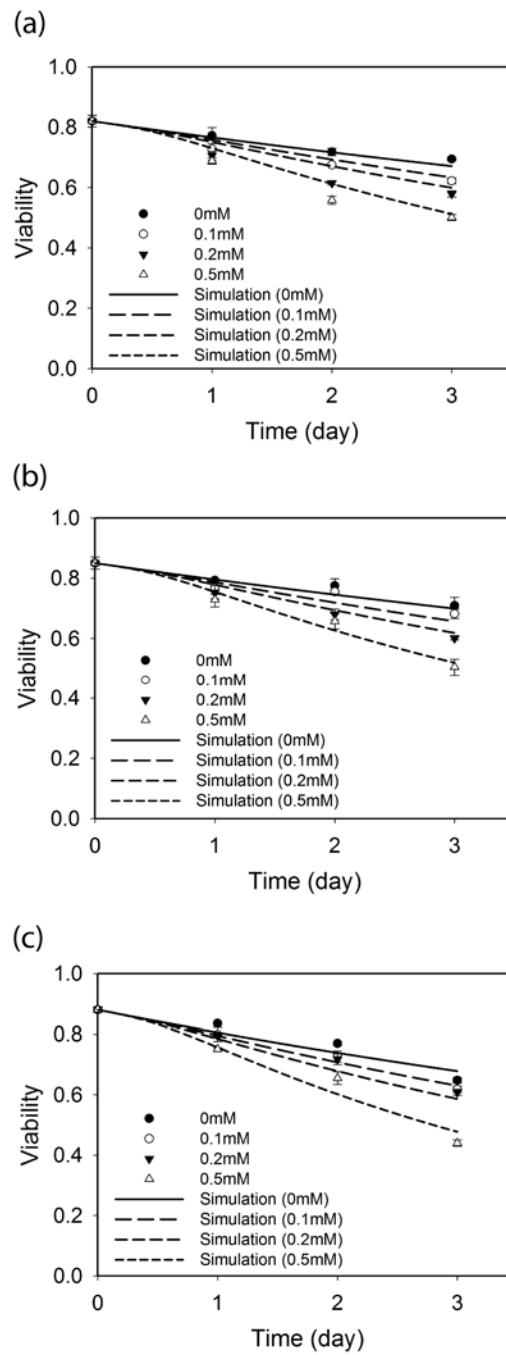 (a)
1.0
0.8
0.6
0.4
0.2
0.0
Viability
0mM
0.1mM
0.2mM
0.5mM
Simulation (0mM)
Simulation (0.1mM)
Simulation (0.2mM)
Simulation (0.5mM)
0 1 2 3
Time (day)
(b)
1.0
0.8
0.6
0.4
0.2
0.0
Viability
0mM
0.1mM
0.2mM
0.5mM
Simulation (0mM)
Simulation (0.1mM)
Simulation (0.2mM)
Simulation (0.5mM)
0 1 2 3
Time (day)
(c)
1.0
0.8
0.6
0.4
0.2
0.0
Viability
0mM
0.1mM
0.2mM
0.5mM
Simulation (0mM)
Simulation (0.1mM)
Simulation (0.2mM)
Simulation (0.5mM)
0 1 2 3
Time (day)